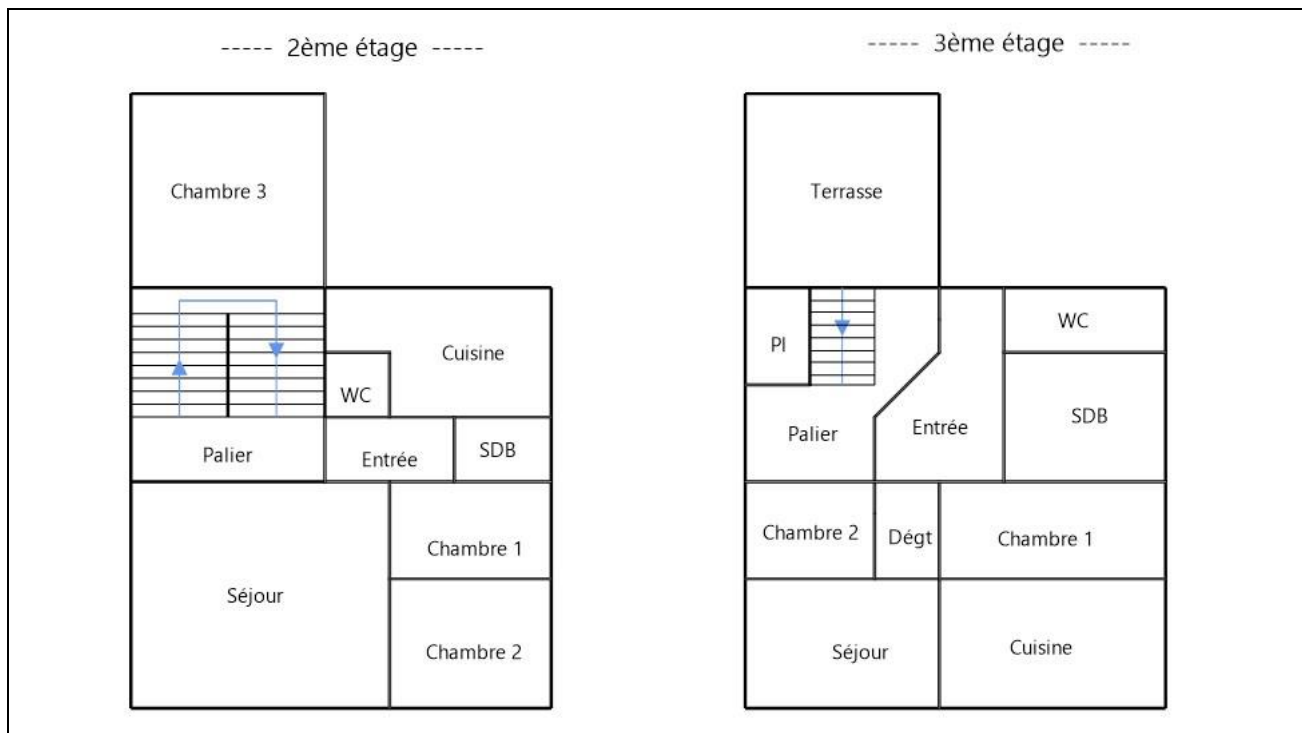 ----- 2ème étage -----
Chambre 3
Cuisine
WC
Palier
Entrée
SDB
Chambre 1
Séjour
Chambre 2
----- 3ème étage -----
Terrasse
WC
Pl
SDB
Entrée
Palier
Chambre 2
Dégt
Chambre 1
Séjour
Cuisine